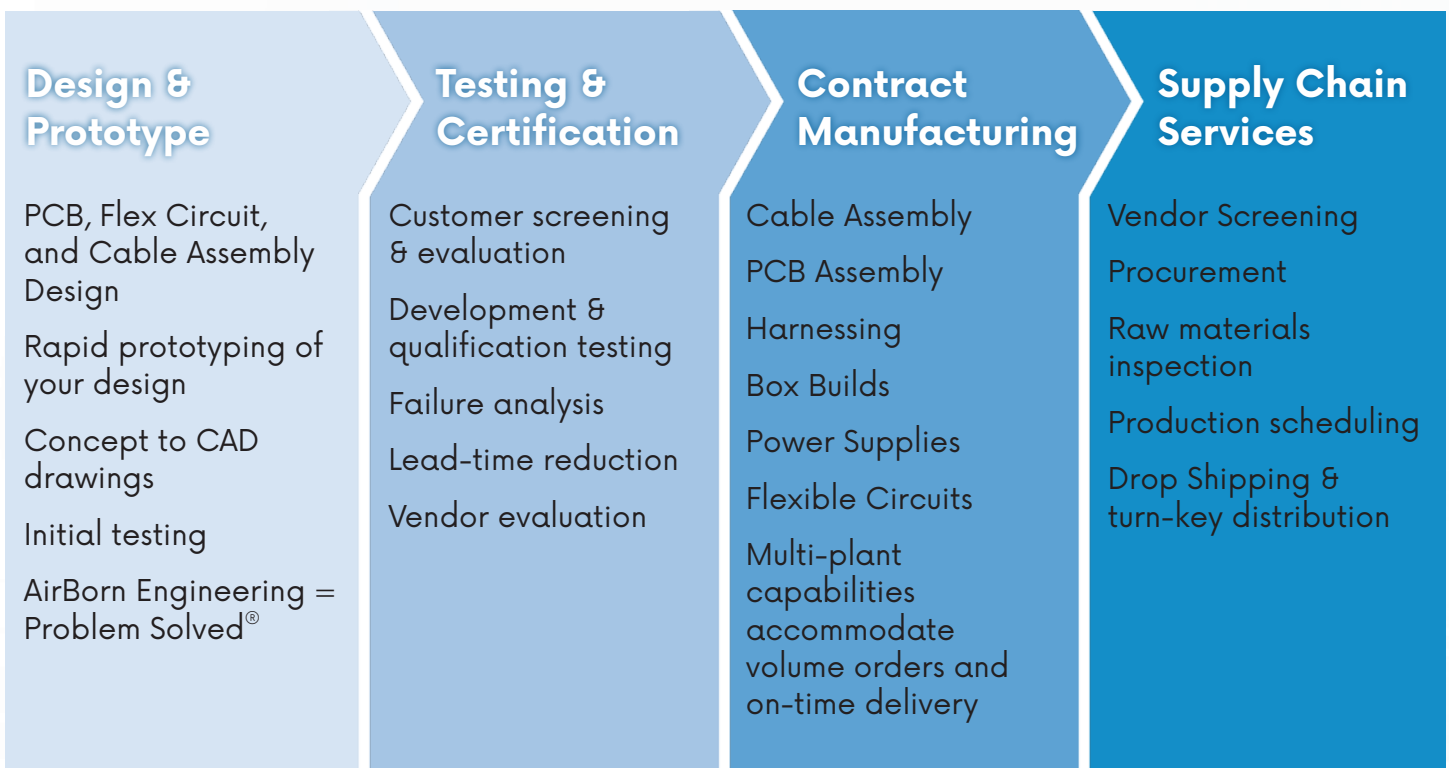 Design &
Prototype
PCB, Flex Circuit,
and Cable Assembly
Design
Rapid prototyping of
your design
Concept to CAD
drawings
Initial testing
AirBorn Engineering =
Problem Solved®
Testing &
Certification
Customer screening
& evaluation
Development &
qualification testing
Failure analysis
Lead-time reduction
Vendor evaluation
Contract
Manufacturing
Cable Assembly
PCB Assembly
Harnessing
Box Builds
Power Supplies
Flexible Circuits
Multi-plant
capabilities
accommodate
volume orders and
on-time delivery
Supply Chain
Services
Vendor Screening
Procurement
Raw materials
inspection
Production scheduling
Drop Shipping &
turn-key distribution